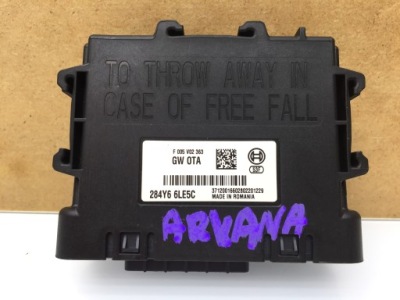 TO THROW AWAY IN
CASE OF FREE FALL
F 005 V02 363
GW OTA
284Y6 6LE5C
37120016602802201229
MADE IN ROMANIA
ARKANA